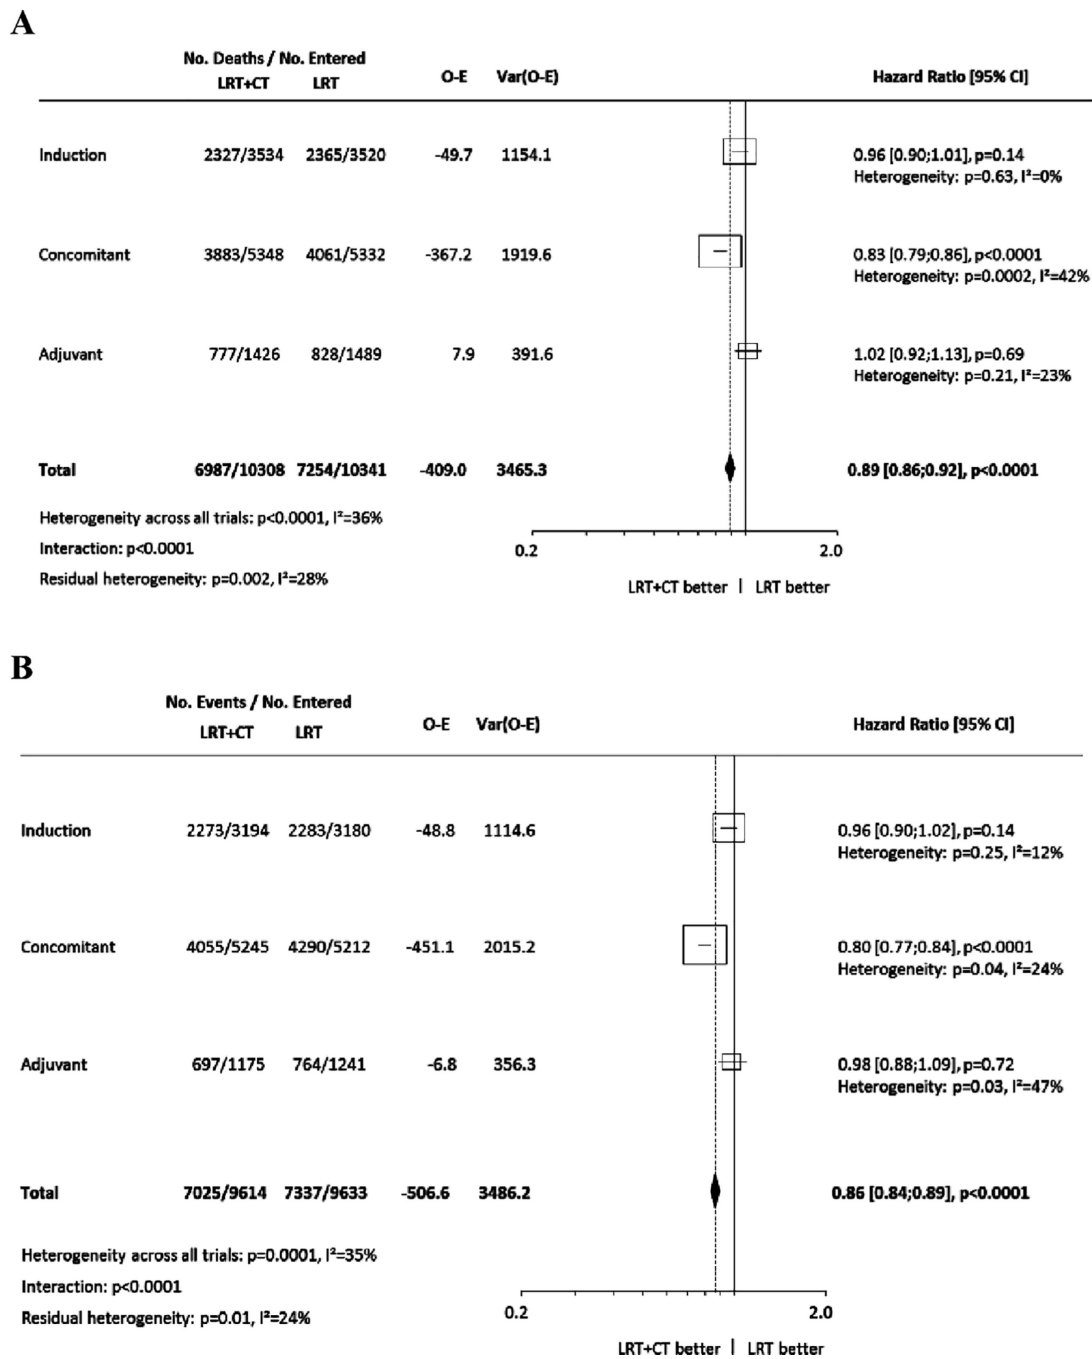 A
No. Deaths / No. Entered
LRT+CT LRT O-E Var(O-E) Hazard Ratio [95% CI]
Induction 2327/3534 2365/3520 -49.7 1154.1 0.96 [0.90;1.01], p=0.14
Heterogeneity: p=0.63, I²=0%
Concomitant 3883/5348 4061/5332 -367.2 1919.6 0.83 [0.79;0.86], p<0.0001
Heterogeneity: p=0.0002, I²=42%
Adjuvant 777/1426 828/1489 7.9 391.6 1.02 [0.92;1.13], p=0.69
Heterogeneity: p=0.21, I²=23%
Total 6987/10308 7254/10341 -409.0 3465.3 0.89 [0.86;0.92], p<0.0001
Heterogeneity across all trials: p<0.0001, I²=36%
Interaction: p<0.0001
0.2 2.0
Residual heterogeneity: p=0.002, I²=28%
LRT+CT better | LRT better
B
No. Events / No. Entered
LRT+CT LRT O-E Var(O-E) Hazard Ratio [95% CI]
Induction 2273/3194 2283/3180 -48.8 1114.6 0.96 [0.90;1.02], p=0.14
Heterogeneity: p=0.25, I²=12%
Concomitant 4055/5245 4290/5212 -451.1 2015.2 0.80 [0.77;0.84], p<0.0001
Heterogeneity: p=0.04, I²=24%
Adjuvant 697/1175 764/1241 -6.8 356.3 0.98 [0.88;1.09], p=0.72
Heterogeneity: p=0.03, I²=47%
Total 7025/9614 7337/9633 -506.6 3486.2 0.86 [0.84;0.89], p<0.0001
Heterogeneity across all trials: p=0.0001, I²=35%
Interaction: p<0.0001
0.2 2.0
Residual heterogeneity: p=0.01, I²=24%
LRT+CT better | LRT better